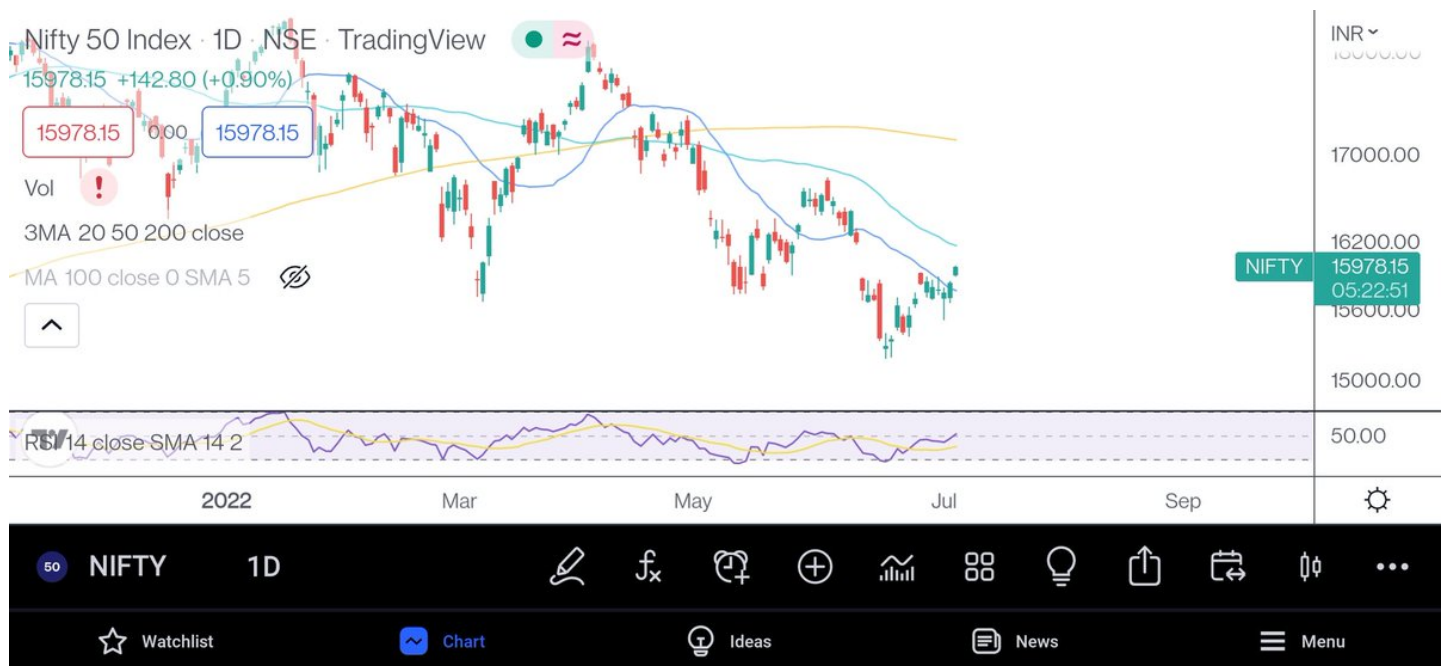 Nifty 50 Index · 1D · NSE · TradingView
15978.15 +142.80 (+0.90%)
15978.15 0.00 15978.15
Vol
3MA 20 50 200 close
MA 100 close 0 SMA 5
INR
18000.00
17000.00
16200.00
NIFTY 15978.15
05:22:51
15600.00
15000.00
RSI 14 close SMA 14 2
50.00
2022 Mar May Jul Sep
50 NIFTY 1D
Watchlist Chart Ideas News Menu